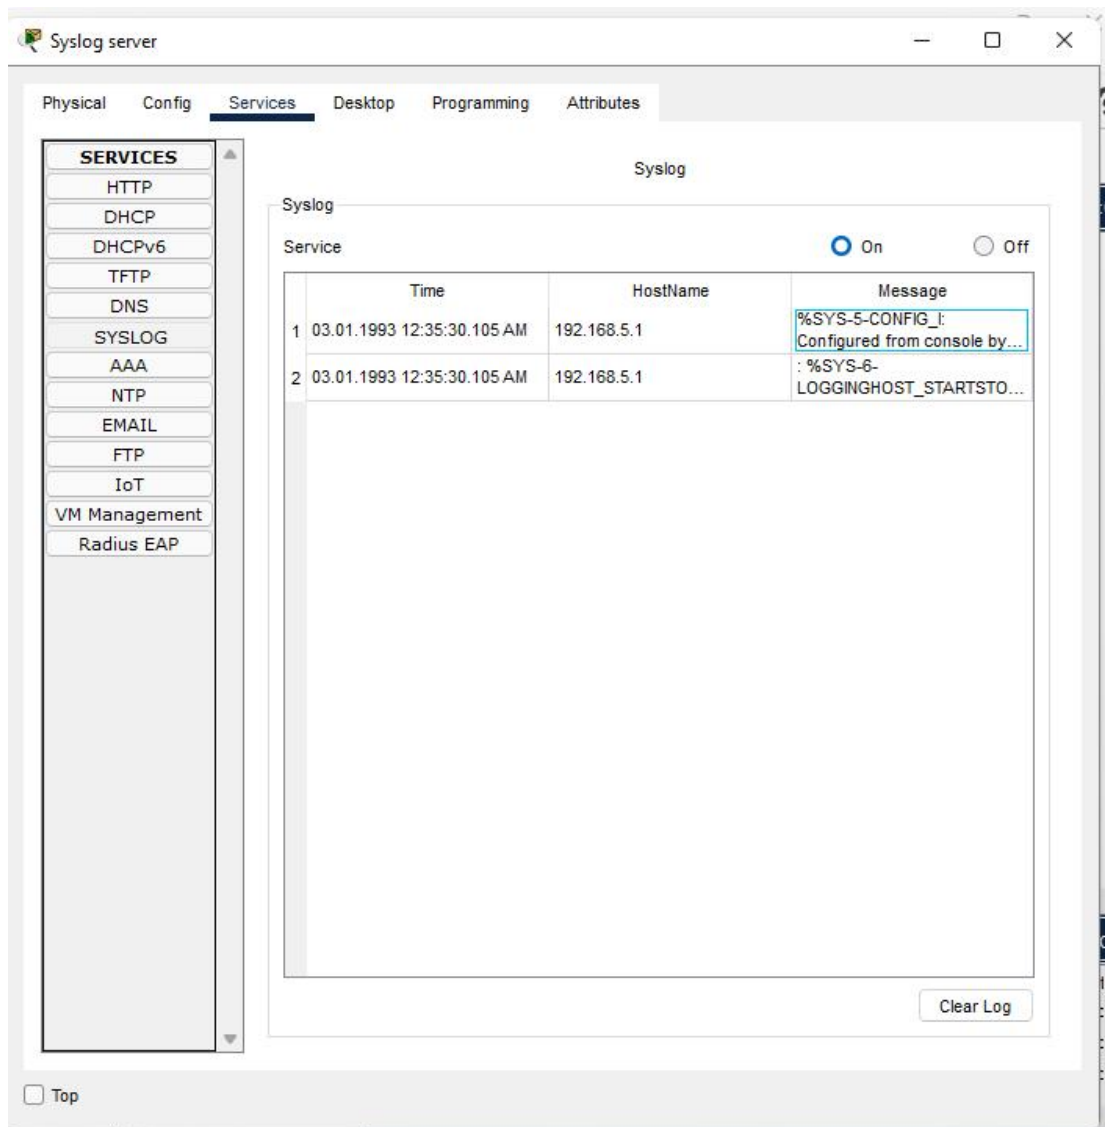 Syslog server
Physical Config Services Desktop Programming Attributes
SERVICES
HTTP
DHCP
DHCPv6
TFTP
DNS
SYSLOG
AAA
NTP
EMAIL
FTP
IoT
VM Management
Radius EAP
Syslog
Syslog
Service On Off
Time HostName Message
1 03.01.1993 12:35:30.105 AM 192.168.5.1 %SYS-5-CONFIG_I:
Configured from console by...
2 03.01.1993 12:35:30.105 AM 192.168.5.1 : %SYS-6-
LOGGINGHOST_STARTSTO...
Clear Log
Top